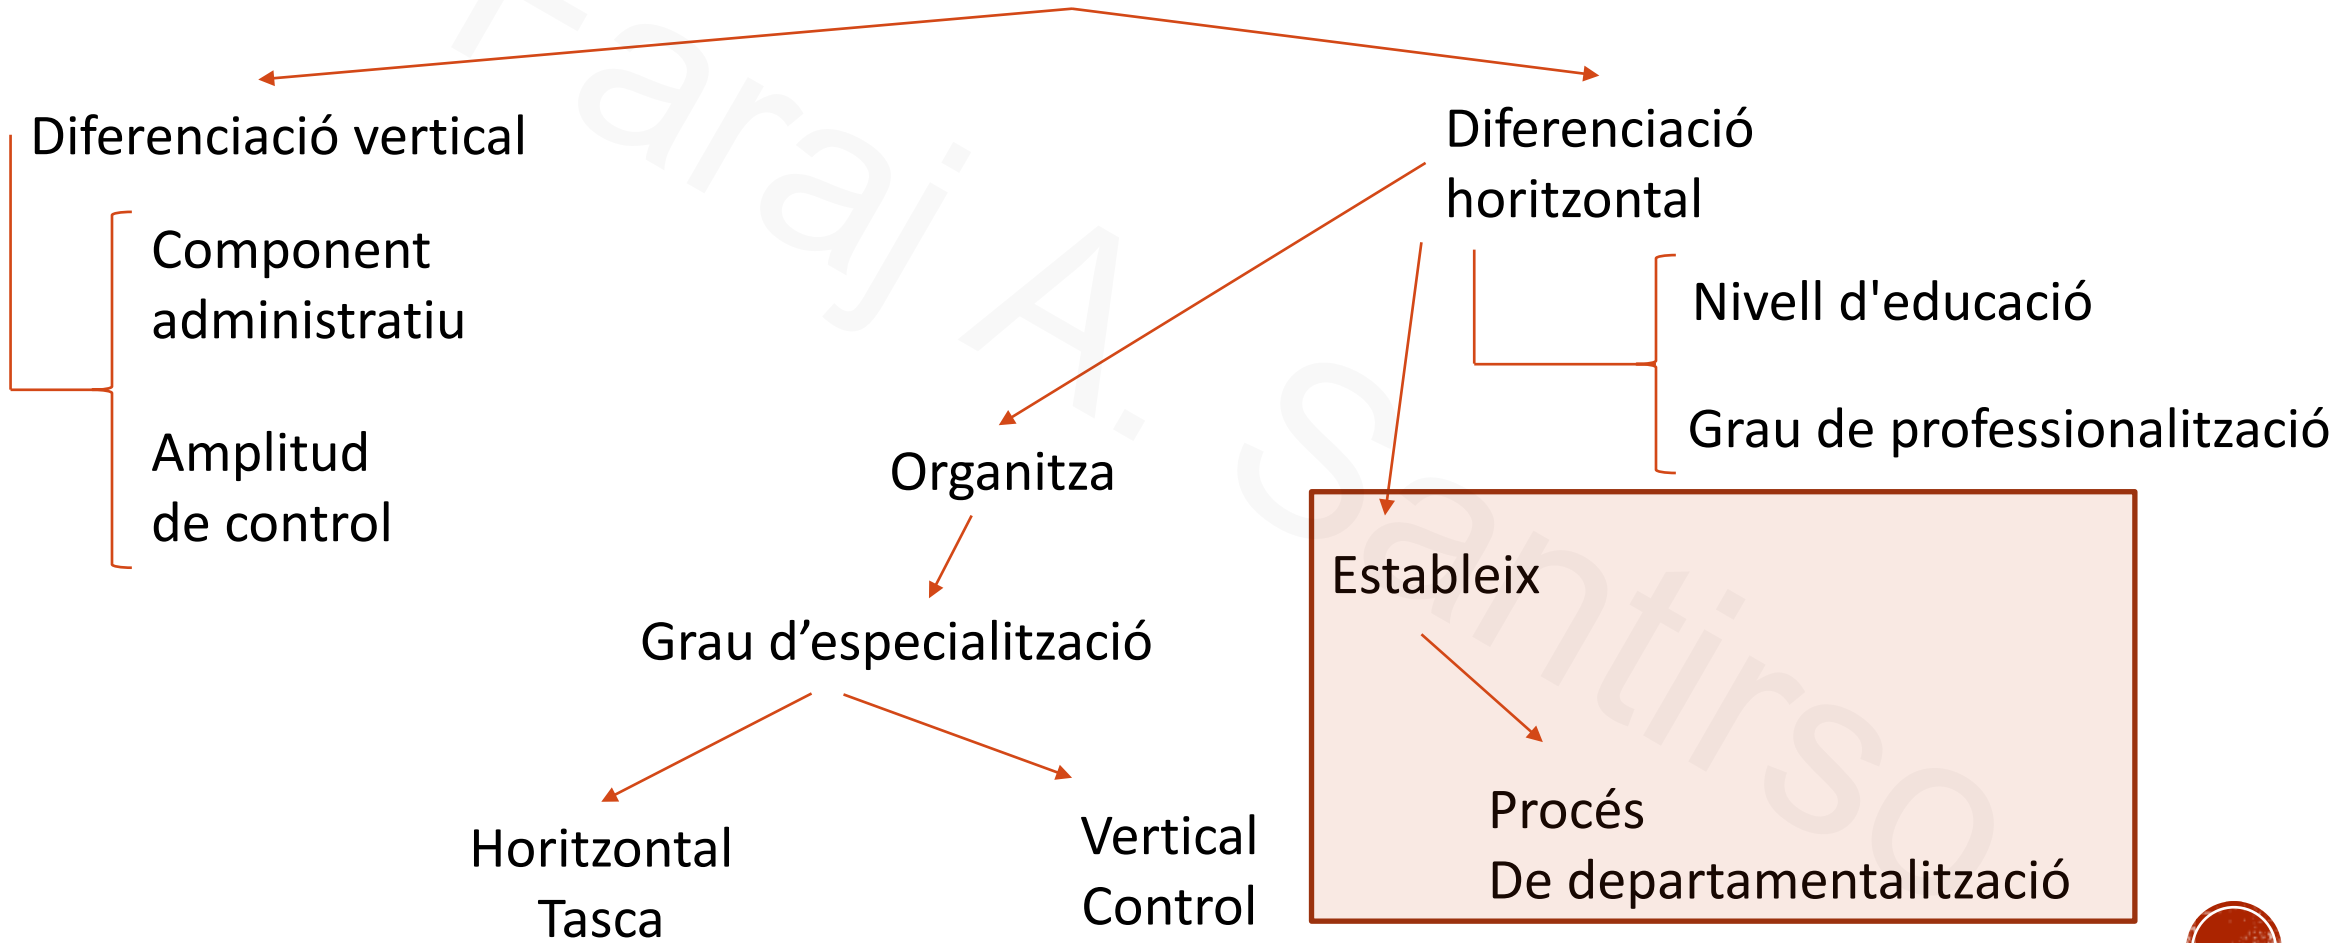 Diferenciació vertical
Component
administratiu
Amplitud
de control
Diferenciació
horitzontal
Nivell d'educació
Grau de professionalització
Organitza
Grau d’especialització
Horitzontal
Tasca
Vertical
Control
Estableix
Procés
De departamentalització
Faraj A. Santirso